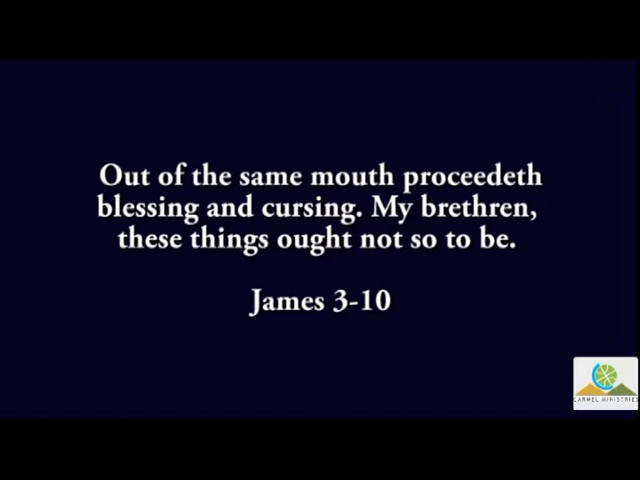 Out of the same mouth proceedeth
blessing and cursing. My brethren,
these things ought not so to be.
James 3-10
CARMEL MINISTRIES